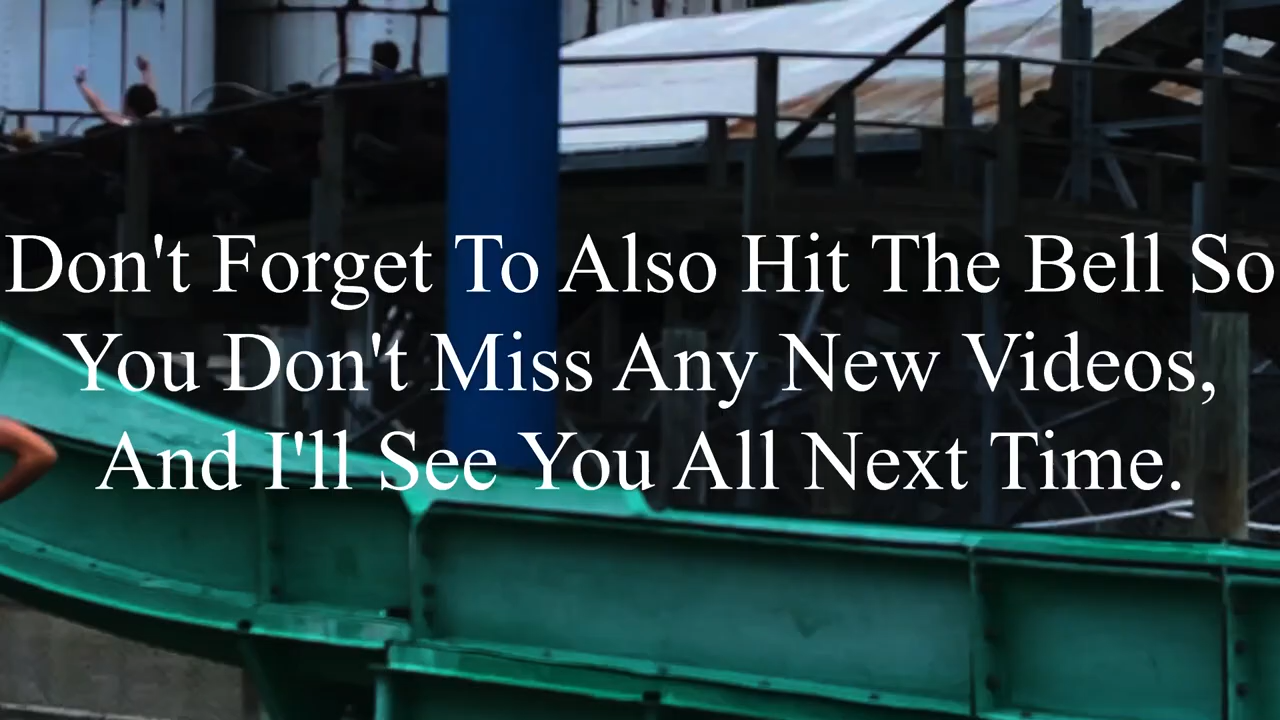 Don't Forget To Also Hit The Bell So
You Don't Miss Any New Videos,
And I'll See You All Next Time.